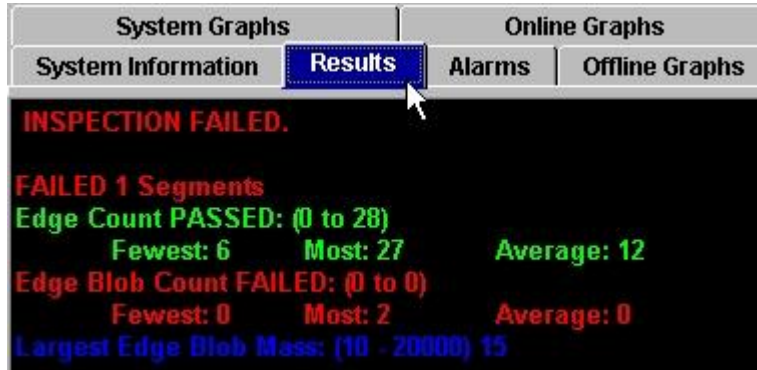 System Graphs Online Graphs
System Information Results Alarms Offline Graphs
INSPECTION FAILED.
FAILED 1 Segments
Edge Count PASSED: (0 to 28)
Fewest: 6 Most: 27 Average: 12
Edge Blob Count FAILED: (0 to 0)
Fewest: 0 Most: 2 Average: 0
Largest Edge Blob Mass: (10 - 20000) 15